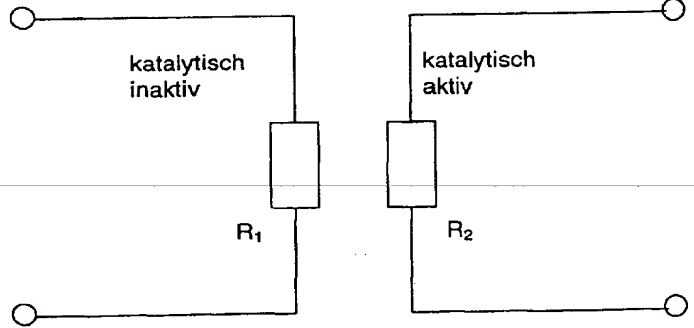 katalytisch
inaktiv
katalytisch
aktiv
R₁
R₂